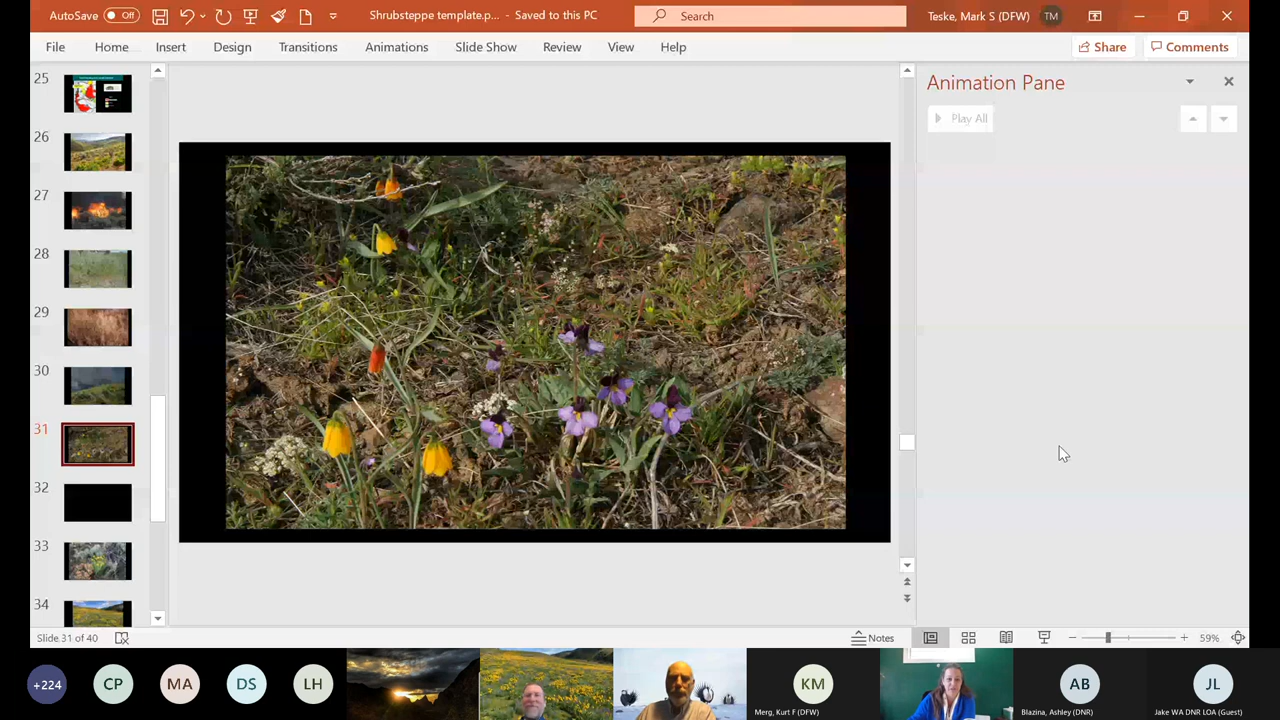 AutoSave Off Shrubsteppe template.p... - Saved to this PC Search Teske, Mark S (DFW) TM
File Home Insert Design Transitions Animations Slide Show Review View Help Share Comments
25
26
27
28
29
30
31
32
33
34
Animation Pane
Play All
Slide 31 of 40 Notes 59%
+224 CP MA DS LH KM AB JL
Merg, Kurt F (DFW) Blazina, Ashley (DNR) Jake WA DNR LOA (Guest)